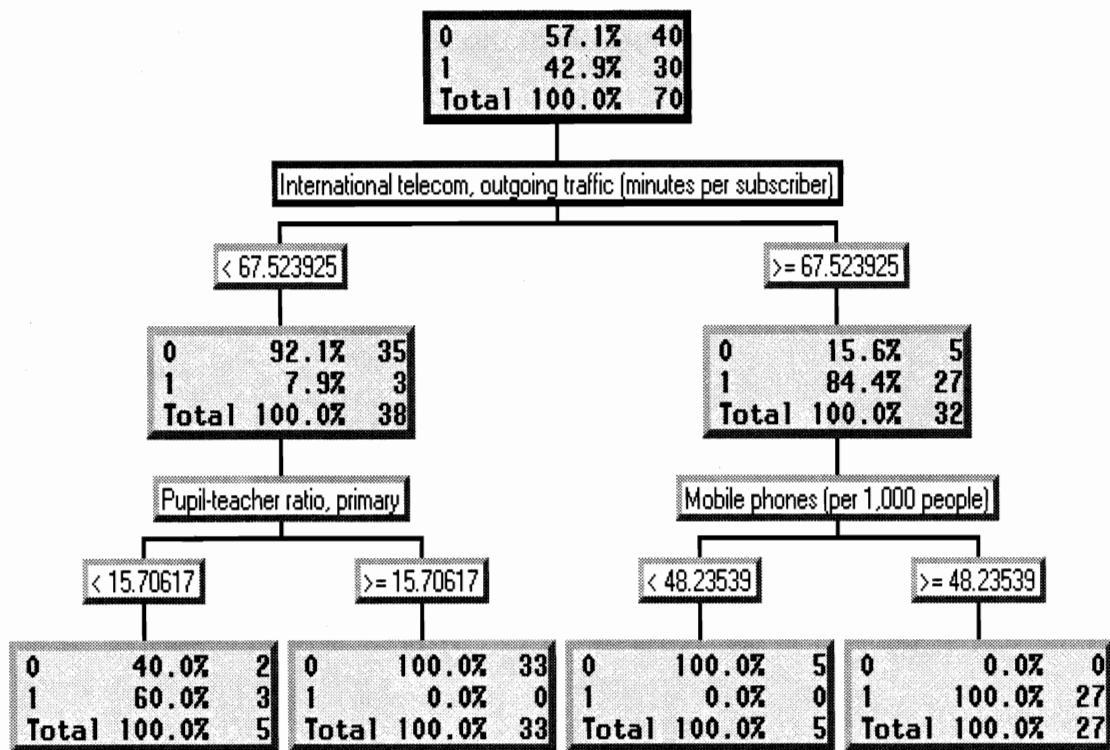 0 57.1% 40
1 42.9% 30
Total 100.0% 70
International telecom, outgoing traffic (minutes per subscriber)
< 67.523925
>= 67.523925
0 92.1% 35
1 7.9% 3
Total 100.0% 38
0 15.6% 5
1 84.4% 27
Total 100.0% 32
Pupil-teacher ratio, primary
Mobile phones (per 1,000 people)
< 15.70617
>= 15.70617
< 48.23539
>= 48.23539
0 40.0% 2
1 60.0% 3
Total 100.0% 5
0 100.0% 33
1 0.0% 0
Total 100.0% 33
0 100.0% 5
1 0.0% 0
Total 100.0% 5
0 0.0% 0
1 100.0% 27
Total 100.0% 27